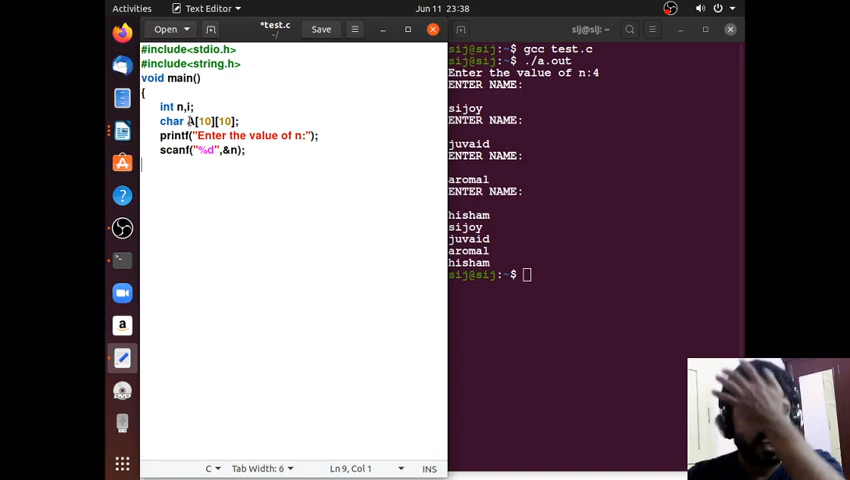 Activities
Text Editor
Jun 11 23:38
Open
*test.c
~/
Save
sij@sij: ~
#include<stdio.h>
#include<string.h>
void main()
{
int n,i;
char A[10][10];
printf("Enter the value of n:");
scanf("%d",&n);
C
Tab Width: 6
Ln 9, Col 1
INS
sij@sij:~$ gcc test.c
sij@sij:~$ ./a.out
Enter the value of n:4
ENTER NAME:
sijoy
ENTER NAME:
juvaid
ENTER NAME:
aromal
ENTER NAME:
hisham
sijoy
juvaid
aromal
hisham
sij@sij:~$